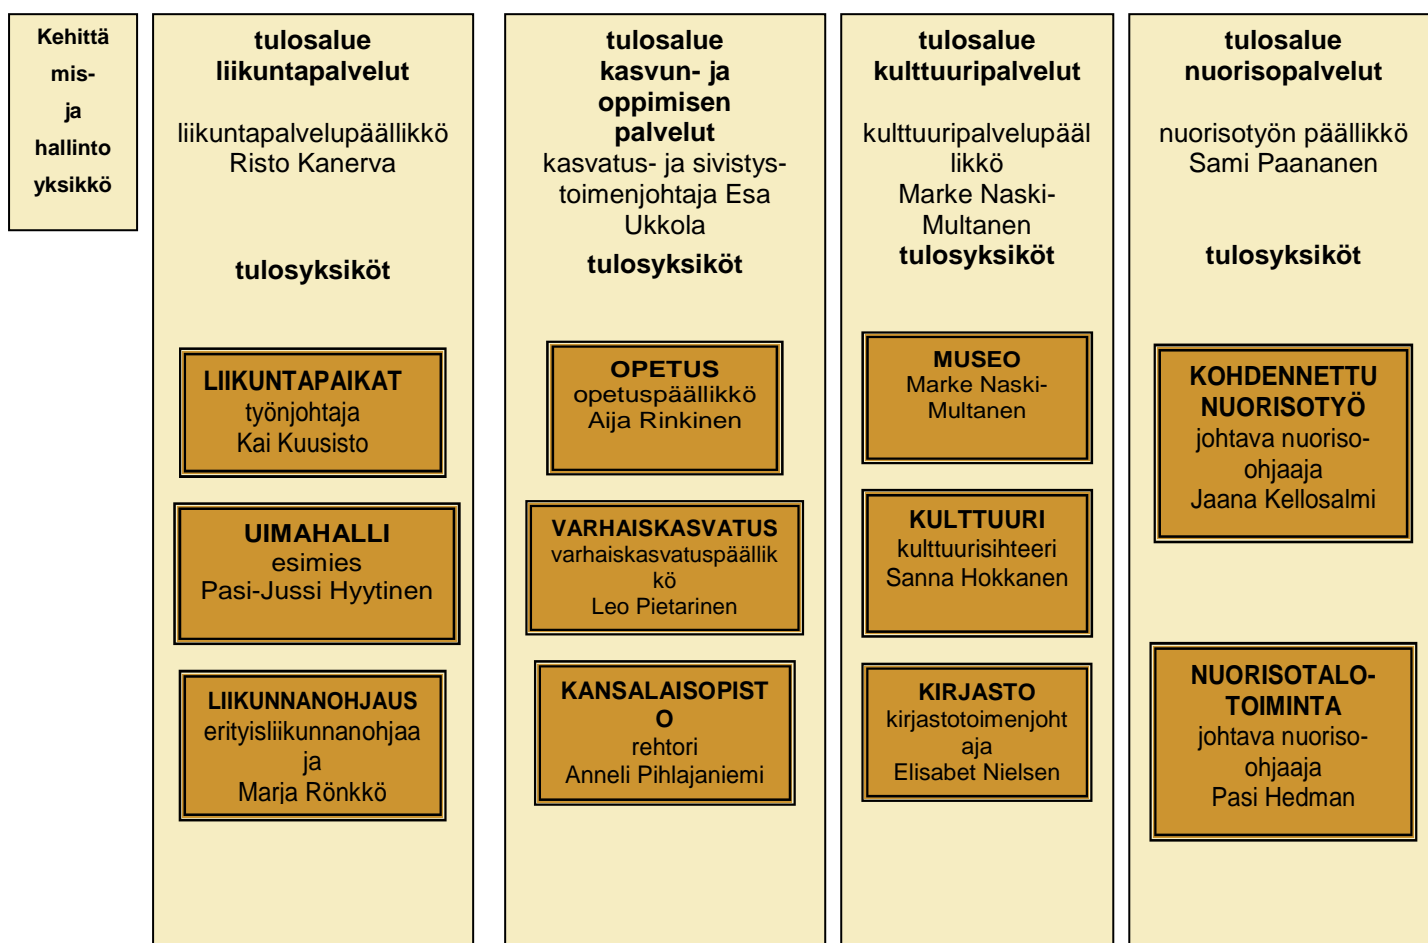 Kehittä
mis-
ja
hallinto
yksikkö
tulosalue
liikuntapalvelut
liikuntapalvelupäällikkö
Risto Kanerva
tulosyksiköt
LIIKUNTAPAIKAT
työnjohtaja
Kai Kuusisto
UIMAHALLI
esimies
Pasi-Jussi Hyytinen
LIIKUNNANOHJAUS
erityisliikunnanohjaa
ja
Marja Rönkkö
tulosalue
kasvun- ja
oppimisen
palvelut
kasvatus- ja sivistys-
toimenjohtaja Esa
Ukkola
tulosyksiköt
OPETUS
opetuspäällikkö
Aija Rinkinen
VARHAISKASVATUS
varhaiskasvatuspäällik
kö
Leo Pietarinen
KANSALAISOPIST
O
rehtori
Anneli Pihlajaniemi
tulosalue
kulttuuripalvelut
kulttuuripalvelupääl
likkö
Marke Naski-
Multanen
tulosyksiköt
MUSEO
Marke Naski-
Multanen
KULTTUURI
kulttuurisihteeri
Sanna Hokkanen
KIRJASTO
kirjastotoimenjoht
aja
Elisabet Nielsen
tulosalue
nuorisopalvelut
nuorisotyön päällikkö
Sami Paananen
tulosyksiköt
KOHDENNETTU
NUORISOTYÖ
johtava nuoriso-
ohjaaja
Jaana Kellosalmi
NUORISOTALO-
TOIMINTA
johtava nuoriso-
ohjaaja
Pasi Hedman